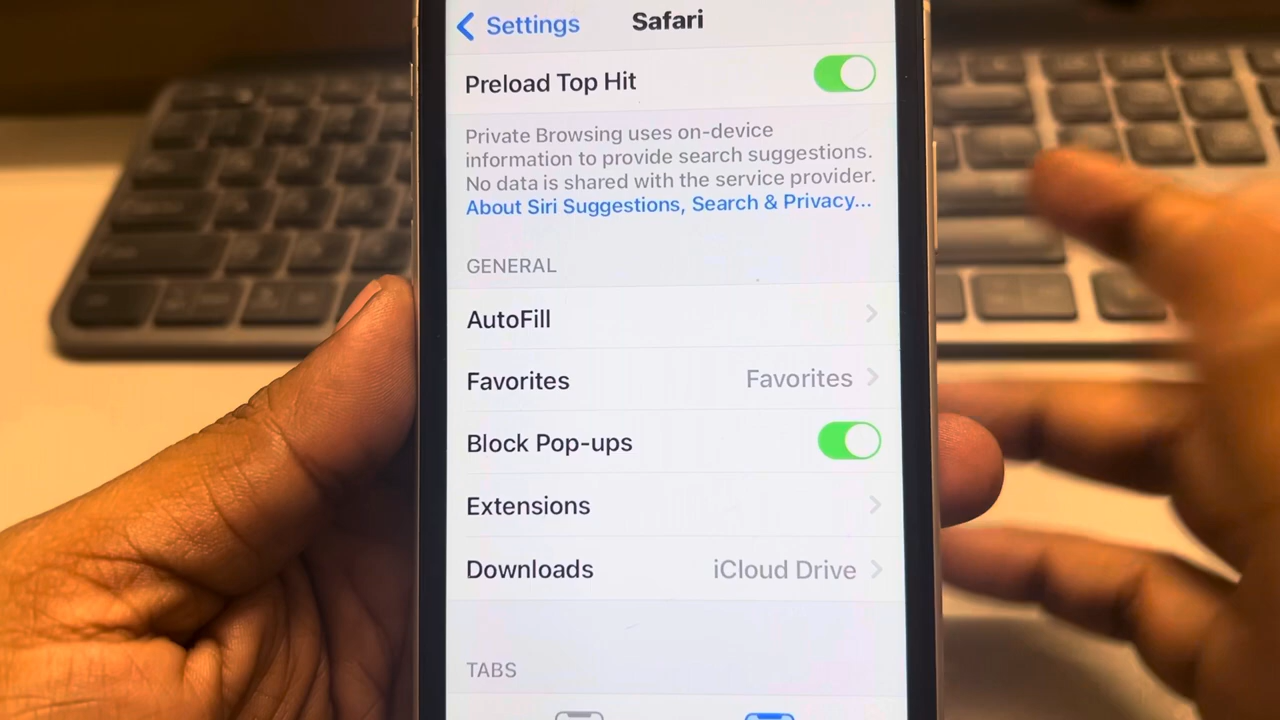 Settings
Safari
Preload Top Hit
Private Browsing uses on-device
information to provide search suggestions.
No data is shared with the service provider.
About Siri Suggestions, Search & Privacy...
GENERAL
AutoFill
Favorites Favorites
Block Pop-ups
Extensions
Downloads iCloud Drive
TABS